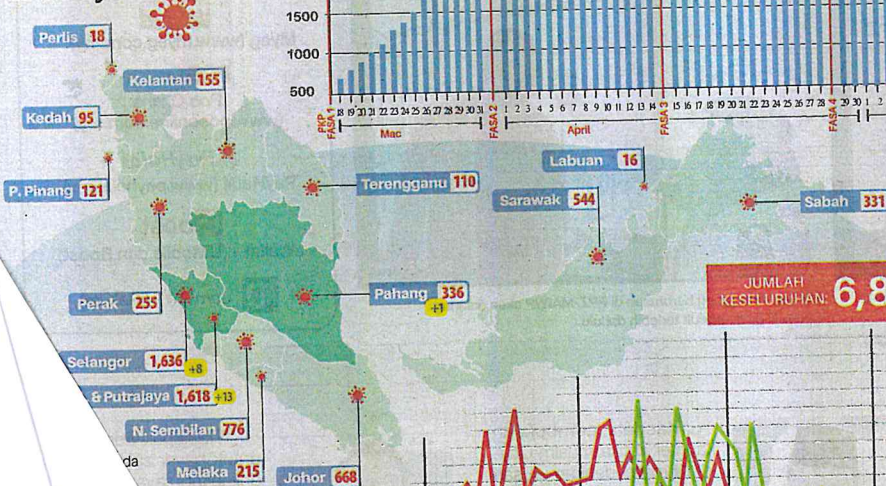 1500
1000
500
PKP
FASA 1
18 19 20 21 22 23 24 25 26 27 28 29 30 31
FASA 2
1 2 3 4 5 6 7 8 9 10 11 12 13 14
FASA 3
15 16 17 18 19 20 21 22 23 24 25 26 27 28
FASA 4
29 30
1 2
Mac
April
Perlis 18
Kelantan 155
Kedah 95
P. Pinang 121
Terengganu 110
Labuan 16
Sarawak 544
Sabah 331
Perak 255
Pahang 336
+1
JUMLAH
KESELURUHAN: 6,8
Selangor 1,636
+8
& Putrajaya 1,618 +13
N. Sembilan 776
da
Melaka 215
Johor 668